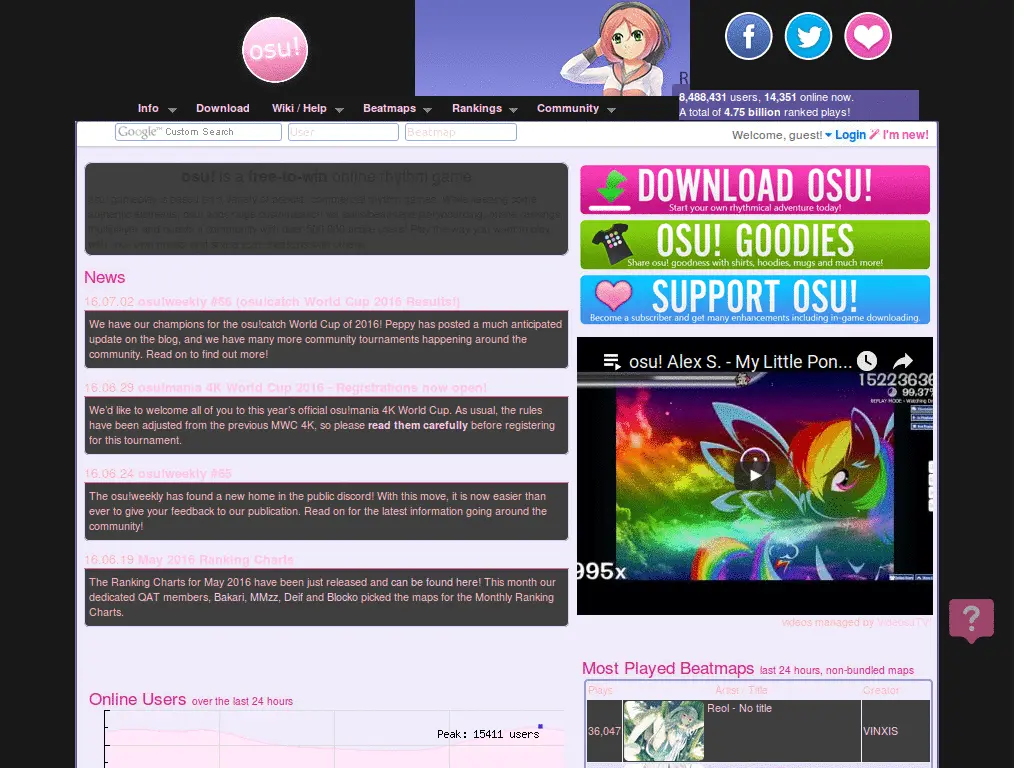 osu!
R
8,488,431 users, 14,351 online now.
A total of 4.75 billion ranked plays!
Info Download Wiki / Help Beatmaps Rankings Community
Google™ Custom Search User Beatmap
Welcome, guest! Login I'm new!
osu! is a free-to-win online rhythm game.
DOWNLOAD OSU!
Start your own rhythmical adventure today!
OSU! GOODIES
Share osu! goodness with shirts, hoodies, mugs and much more!
SUPPORT OSU!
Become a subscriber and get many enhancements including in-game downloading.
News
16.07.02 osu!weekly #56 (osu!catch World Cup 2016 Results!)
We have our champions for the osu!catch World Cup of 2016! Peppy has posted a much anticipated
update on the blog, and we have many more community tournaments happening around the
community. Read on to find out more!
16.06.29 osu!mania 4K World Cup 2016 - Registrations now open!
We'd like to welcome all of you to this year's official osu!mania 4K World Cup. As usual, the rules
have been adjusted from the previous MWC 4K, so please read them carefully before registering
for this tournament.
16.06.24 osu!weekly #55
The osu!weekly has found a new home in the public discord! With this move, it is now easier than
ever to give your feedback to our publication. Read on for the latest information going around the
community!
16.06.19 May 2016 Ranking Charts
The Ranking Charts for May 2016 have been just released and can be found here! This month our
dedicated QAT members, Bakari, MMzz, Deif and Blocko picked the maps for the Monthly Ranking
Charts.
osu! Alex S. - My Little Pon...
15223636
99.37%
995x
videos managed by
?
Online Users over the last 24 hours
Peak: 15411 users
Most Played Beatmaps last 24 hours, non-bundled maps
Plays Artist - Title Creator
36,047 Reol - No title VINXIS